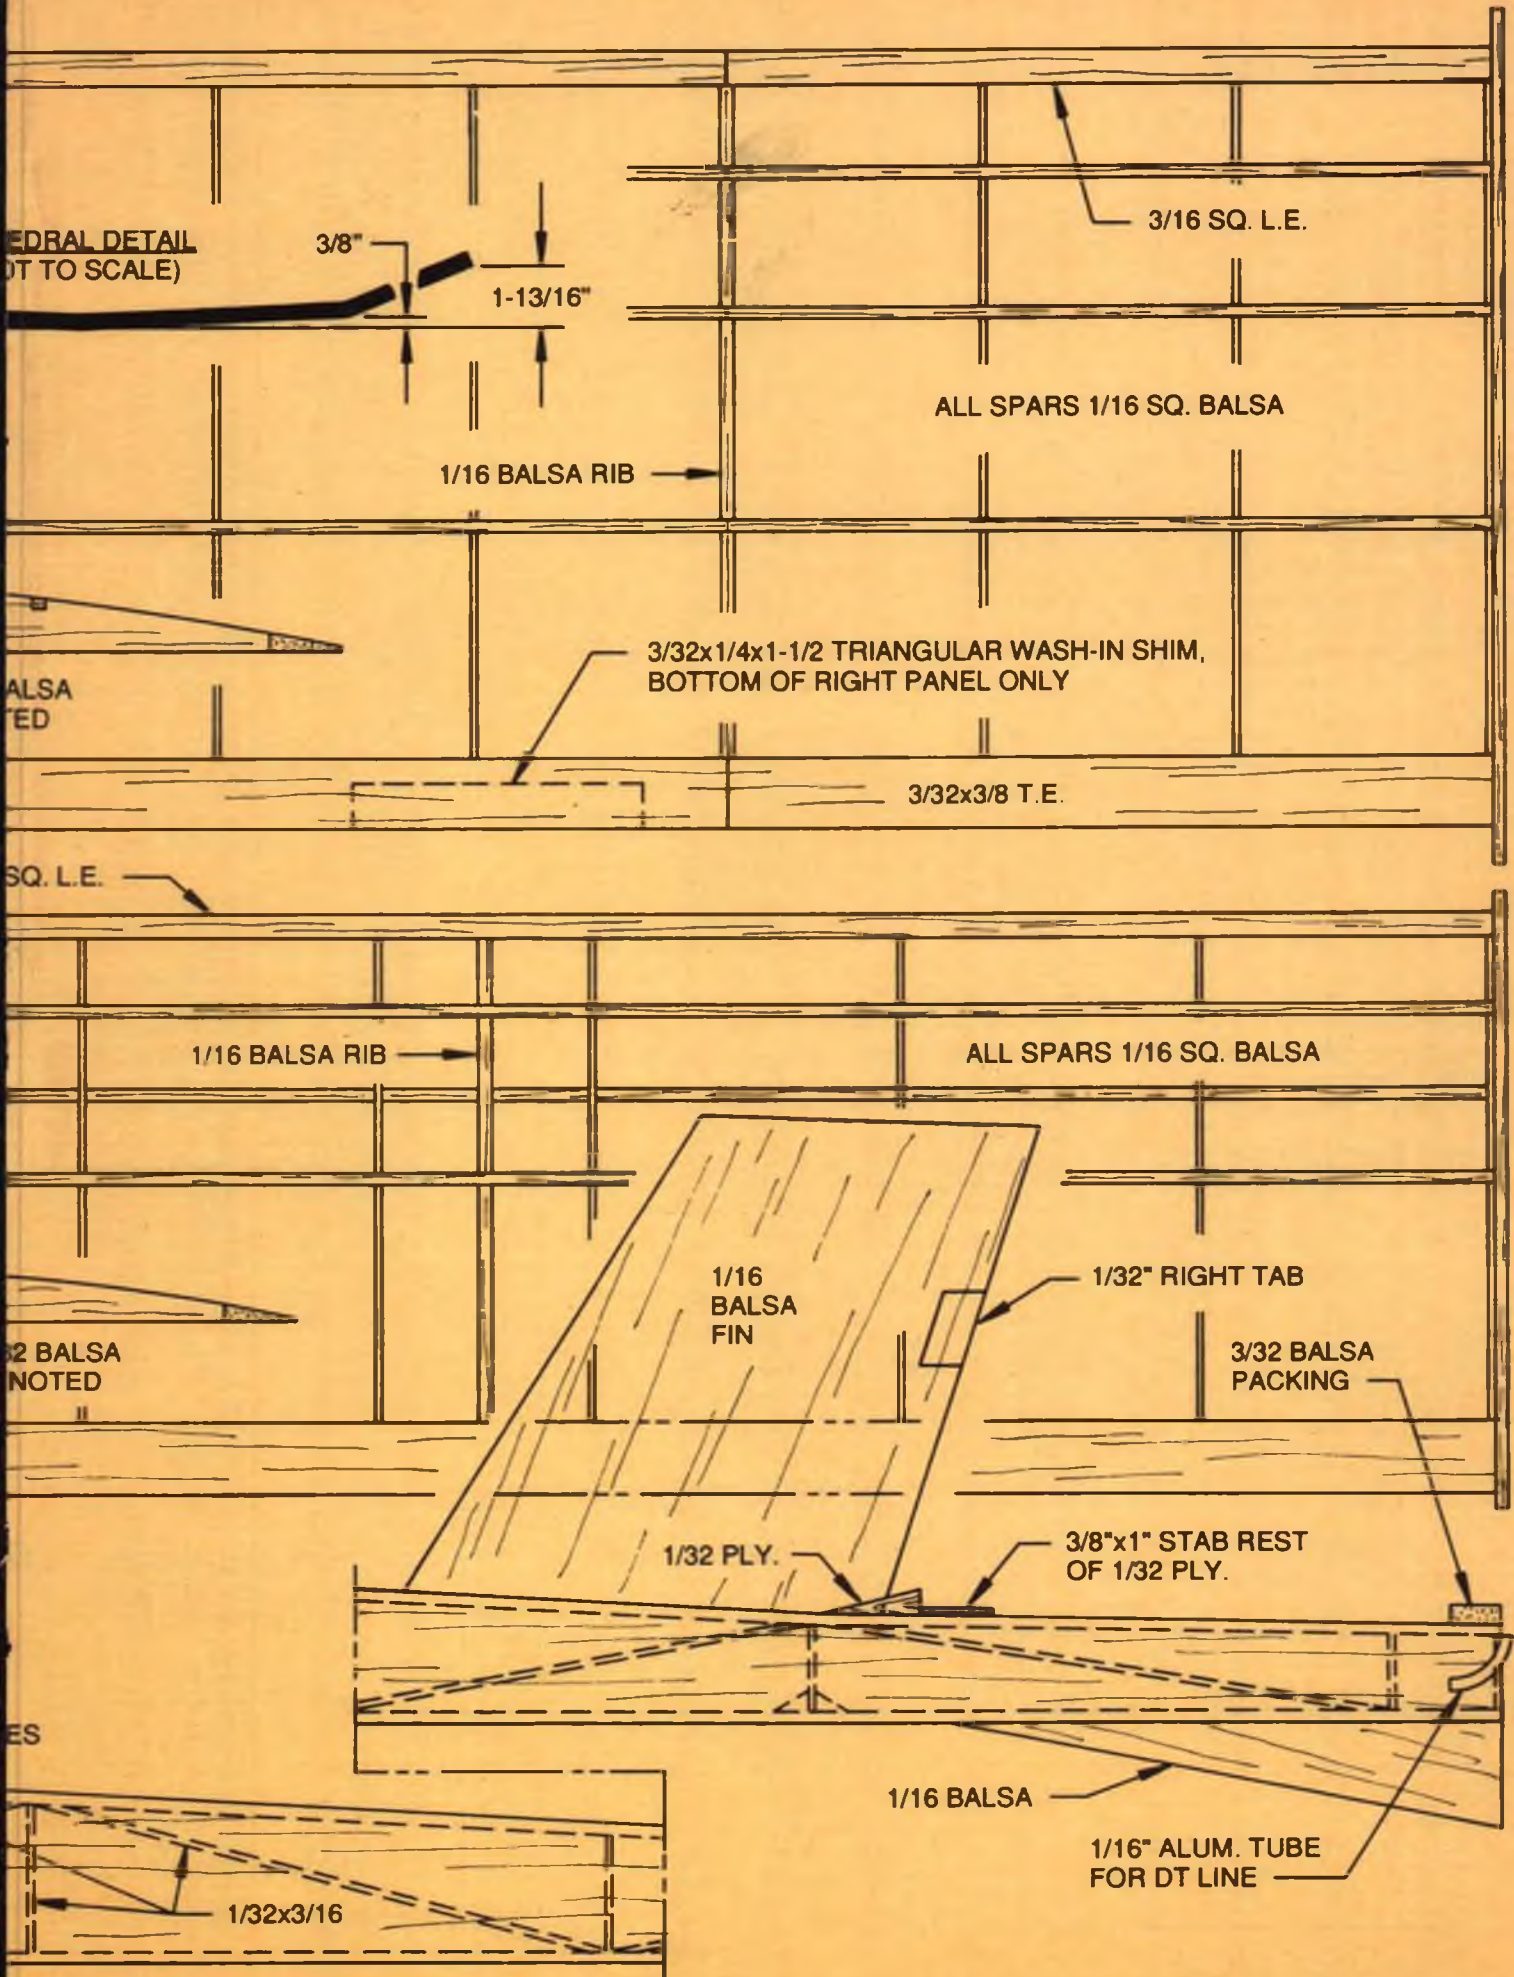 EDRAL DETAIL
OT TO SCALE)
3/8"
1-13/16"
3/16 SQ. L.E.
ALL SPARS 1/16 SQ. BALSA
1/16 BALSA RIB
3/32x1/4x1-1/2 TRIANGULAR WASH-IN SHIM,
BOTTOM OF RIGHT PANEL ONLY
ALSA
TED
3/32x3/8 T.E.
SQ. L.E.
1/16 BALSA RIB
ALL SPARS 1/16 SQ. BALSA
1/16
BALSA
FIN
1/32" RIGHT TAB
32 BALSA
NOTED
3/32 BALSA
PACKING
1/32 PLY.
3/8"x1" STAB REST
OF 1/32 PLY.
ES
1/16 BALSA
1/16" ALUM. TUBE
FOR DT LINE
1/32x3/16